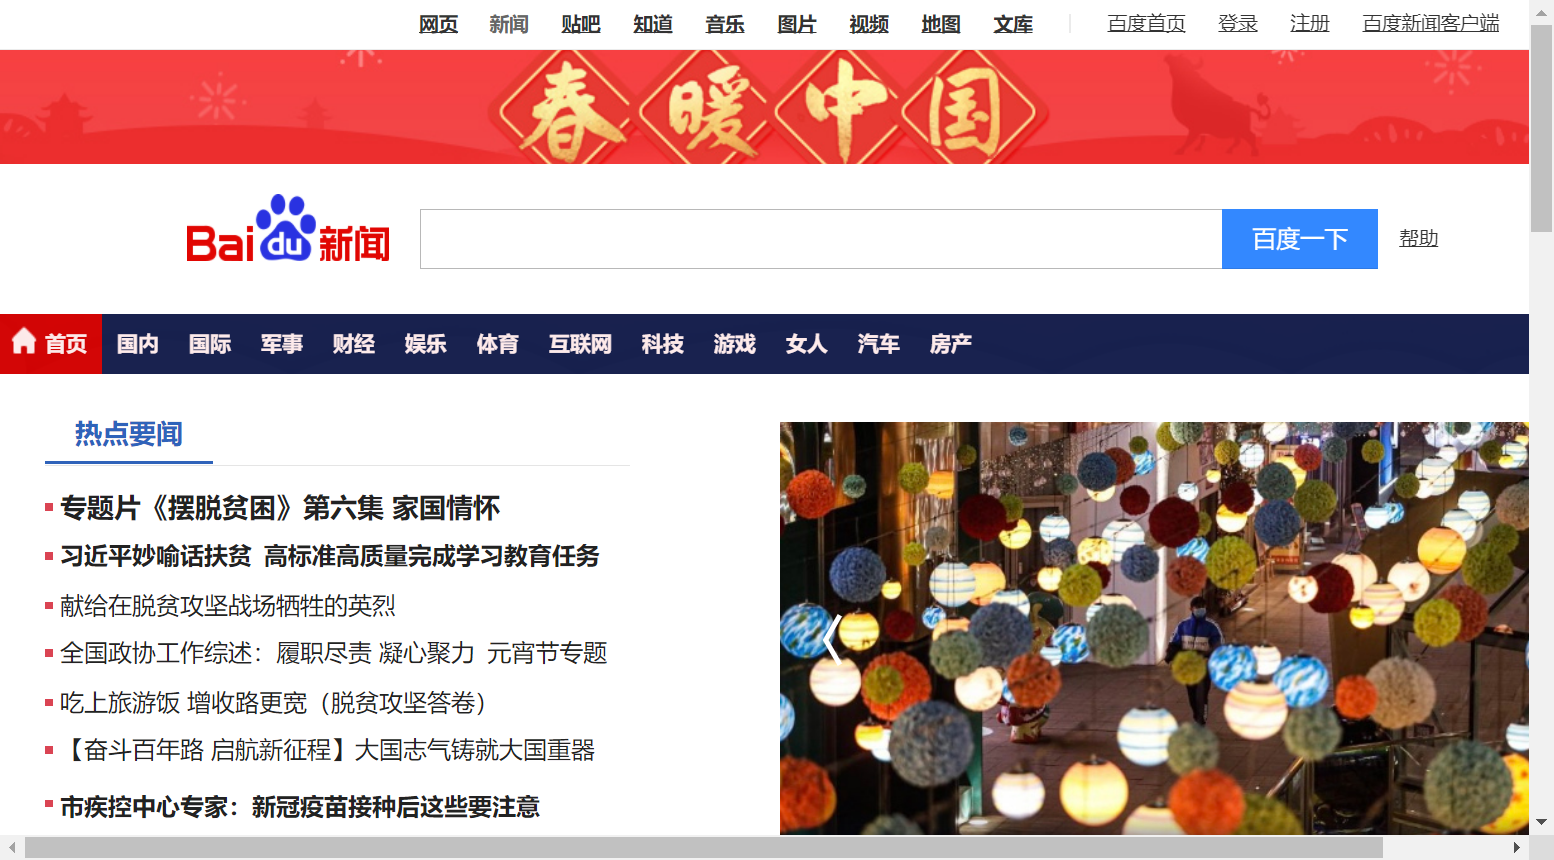 网页 新闻 贴吧 知道 音乐 图片 视频 地图 文库 百度首页 登录 注册 百度新闻客户端
春暖中国
Baidu新闻 百度一下 帮助
首页 国内 国际 军事 财经 娱乐 体育 互联网 科技 游戏 女人 汽车 房产
热点要闻
专题片《摆脱贫困》第六集 家国情怀
习近平妙喻话扶贫 高标准高质量完成学习教育任务
献给在脱贫攻坚战场牺牲的英烈
全国政协工作综述：履职尽责 凝心聚力 元宵节专题
吃上旅游饭 增收路更宽（脱贫攻坚答卷）
【奋斗百年路 启航新征程】大国志气铸就大国重器
市疾控中心专家：新冠疫苗接种后这些要注意